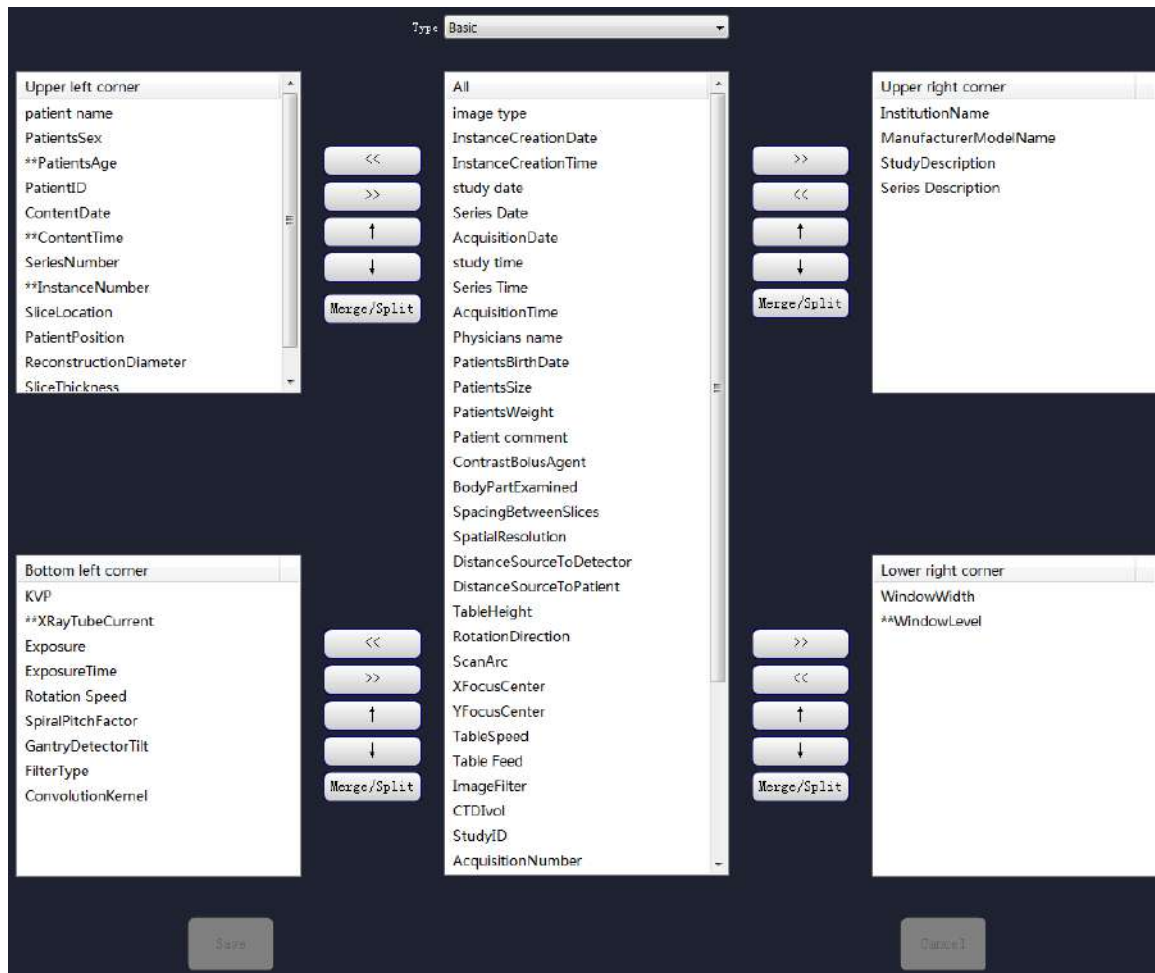 Type Basic
Upper left corner
patient name
PatientsSex
**PatientsAge
PatientID
ContentDate
**ContentTime
SeriesNumber
**InstanceNumber
SliceLocation
PatientPosition
ReconstructionDiameter
SliceThickness
<<
>>
↑
↓
Merge/Split
All
image type
InstanceCreationDate
InstanceCreationTime
study date
Series Date
AcquisitionDate
study time
Series Time
AcquisitionTime
Physicians name
PatientsBirthDate
PatientsSize
PatientsWeight
Patient comment
ContrastBolusAgent
BodyPartExamined
SpacingBetweenSlices
SpatialResolution
DistanceSourceToDetector
DistanceSourceToPatient
TableHeight
RotationDirection
ScanArc
XFocusCenter
YFocusCenter
TableSpeed
Table Feed
ImageFilter
CTDIvol
StudyID
AcquisitionNumber
>>
<<
↑
↓
Merge/Split
Upper right corner
InstitutionName
ManufacturerModelName
StudyDescription
Series Description
Bottom left corner
KVP
**XRayTubeCurrent
Exposure
ExposureTime
Rotation Speed
SpiralPitchFactor
GantryDetectorTilt
FilterType
ConvolutionKernel
<<
>>
↑
↓
Merge/Split
>>
<<
↑
↓
Merge/Split
Lower right corner
WindowWidth
**WindowLevel
Save
Cancel